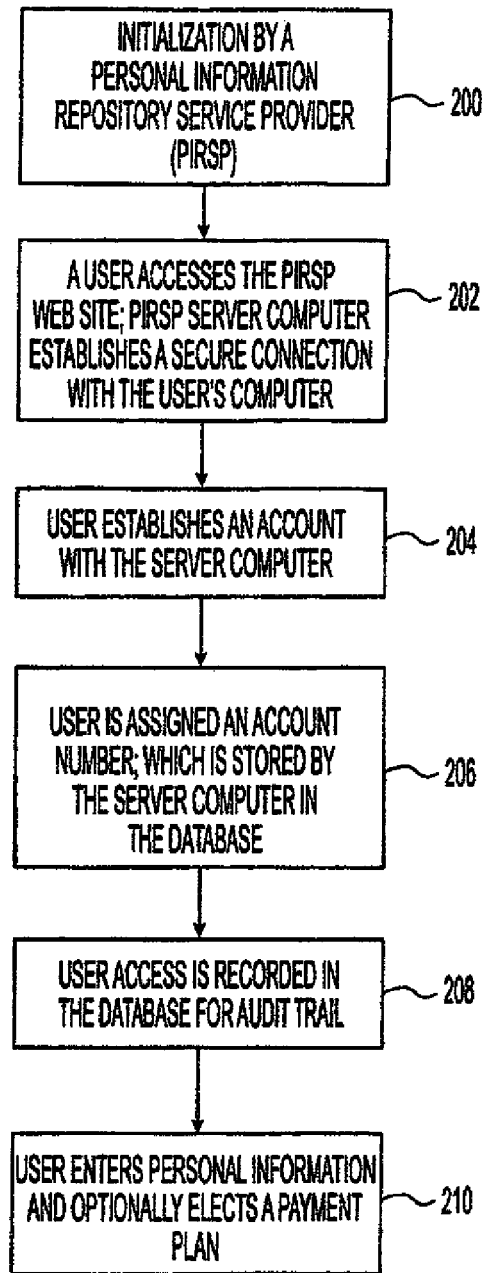 INITIALIZATION BY A
PERSONAL INFORMATION
REPOSITORY SERVICE PROVIDER
(PIRSP)
200
A USER ACCESSES THE PIRSP
WEB SITE; PIRSP SERVER COMPUTER
ESTABLISHES A SECURE CONNECTION
WITH THE USER'S COMPUTER
202
USER ESTABLISHES AN ACCOUNT
WITH THE SERVER COMPUTER
204
USER IS ASSIGNED AN ACCOUNT
NUMBER; WHICH IS STORED BY
THE SERVER COMPUTER IN
THE DATABASE
206
USER ACCESS IS RECORDED IN
THE DATABASE FOR AUDIT TRAIL
208
USER ENTERS PERSONAL INFORMATION
AND OPTIONALLY ELECTS A PAYMENT
PLAN
210